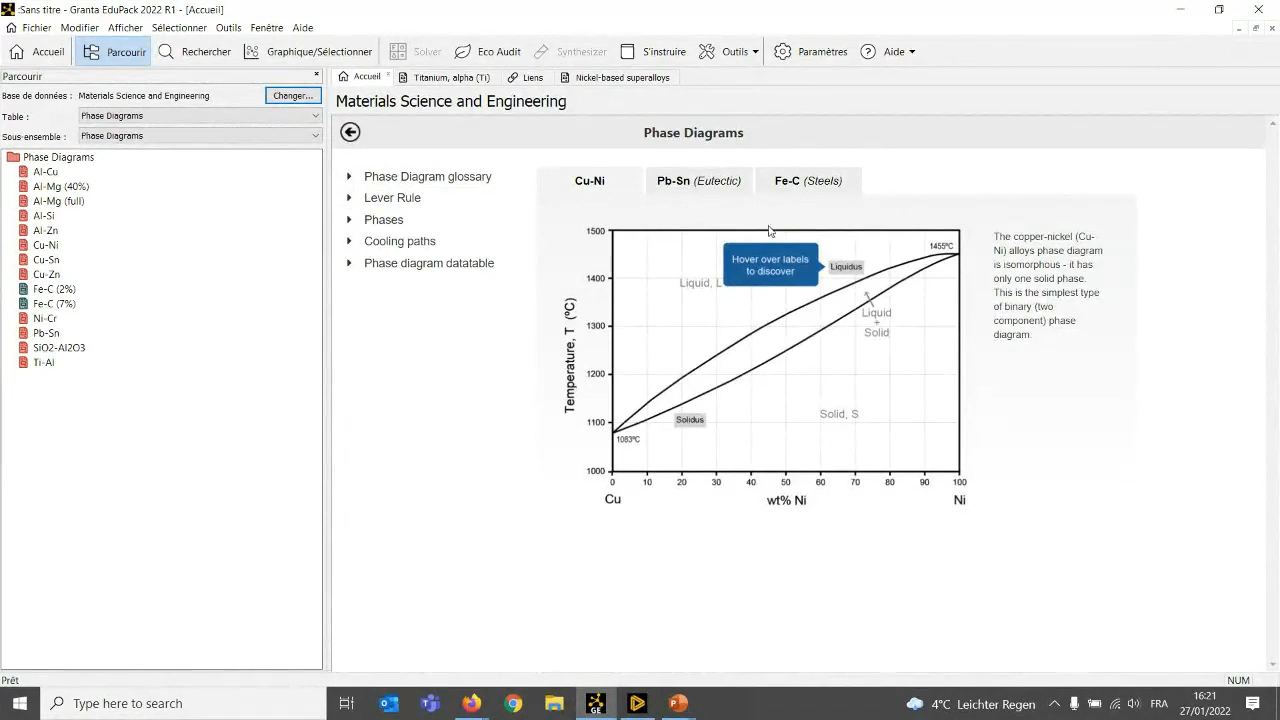 :Sans titre - Granta EduPack 2022 R1 - [Accueil]
Fichier Modifier Afficher Sélectionner Outils Fenêtre Aide
Accueil Parcourir Rechercher Graphique/Sélectionner Solver Eco Audit Synthesizer S'instruire Outils Paramètres Aide
Parcourir
Base de données : Materials Science and Engineering Changer...
Table : Phase Diagrams
Sous-ensemble : Phase Diagrams
Phase Diagrams
Al-Cu
Al-Mg (40%)
Al-Mg (full)
Al-Si
Al-Zn
Cu-Ni
Cu-Sn
Cu-Zn
Fe-C (2%)
Fe-C (7%)
Ni-Cr
Pb-Sn
SiO2-Al2O3
Ti-Al
Accueil Titanium, alpha (Ti) Liens Nickel-based superalloys
Materials Science and Engineering
Phase Diagrams
Phase Diagram glossary
Lever Rule
Phases
Cooling paths
Phase diagram datatable
Cu-Ni Pb-Sn (Eutectic) Fe-C (Steels)
1500
1400
1300
1200
1100
1000
Temperature, T (ºC)
Liquid, L
Hover over labels
to discover
Liquidus
1455ºC
Liquid
+
Solid
Solid, S
Solidus
1083ºC
0 10 20 30 40 50 60 70 80 90 100
Cu wt% Ni Ni
The copper-nickel (Cu-
Ni) alloys phase diagram
is isomorphous - it has
only one solid phase.
This is the simplest type
of binary (two
component) phase
diagram.
Prêt NUM
Type here to search
GE
4°C Leichter Regen FRA
16:21
27/01/2022